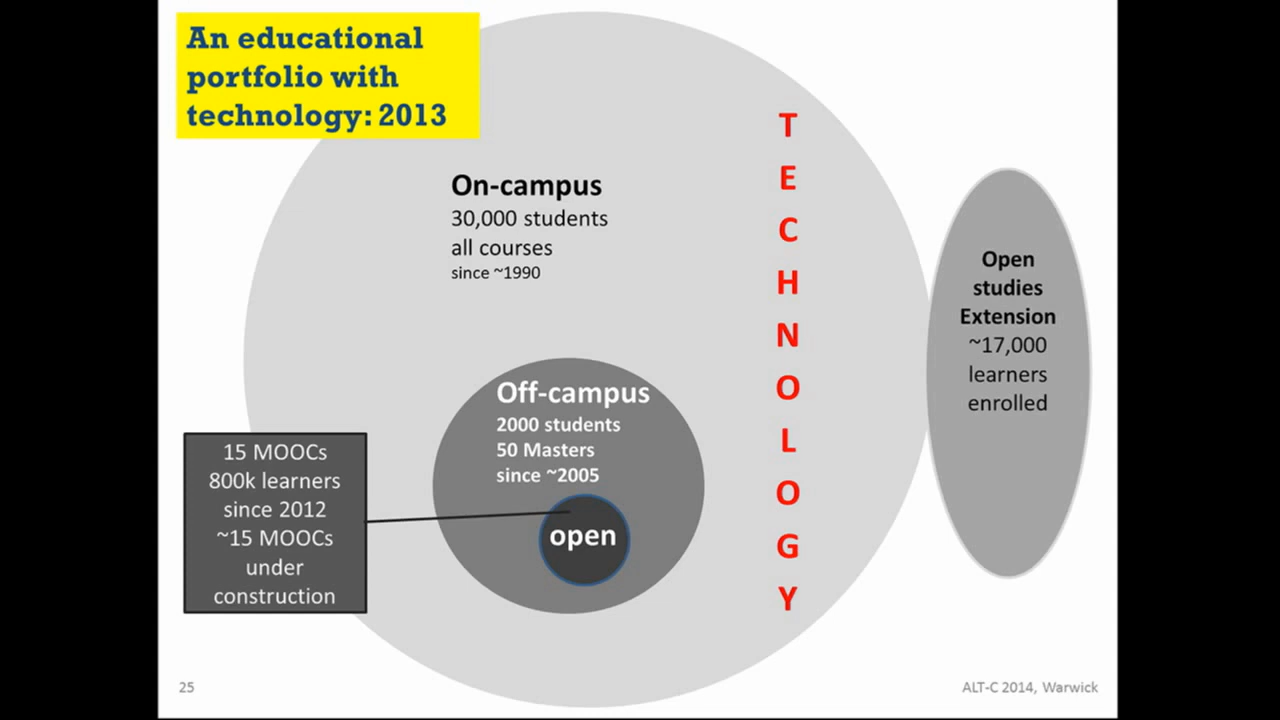 An educational
portfolio with
technology: 2013
On-campus
30,000 students
all courses
since ~1990
T
E
C
H
N
O
L
O
G
Y
Open
studies
Extension
~17,000
learners
enrolled
Off-campus
2000 students
50 Masters
since ~2005
open
15 MOOCs
800k learners
since 2012
~15 MOOCs
under
construction
25
ALT-C 2014, Warwick